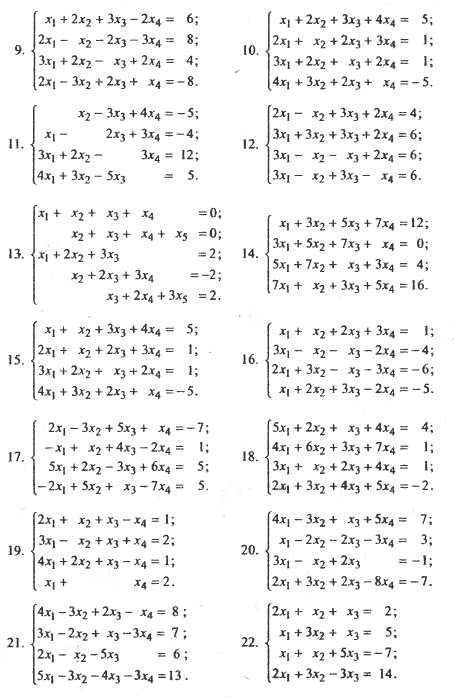 9. x₁ + 2x₂ + 3x₃ − 2x₄ = 6;
2x₁ − x₂ − 2x₃ − 3x₄ = 8;
3x₁ + 2x₂ − x₃ + 2x₄ = 4;
2x₁ − 3x₂ + 2x₃ + x₄ = −8.
10. x₁ + 2x₂ + 3x₃ + 4x₄ = 5;
2x₁ + x₂ + 2x₃ + 3x₄ = 1;
3x₁ + 2x₂ + x₃ + 2x₄ = 1;
4x₁ + 3x₂ + 2x₃ + x₄ = −5.
11. x₂ − 3x₃ + 4x₄ = −5;
x₁ − 2x₃ + 3x₄ = −4;
3x₁ + 2x₂ − 3x₄ = 12;
4x₁ + 3x₂ − 5x₃ = 5.
12. 2x₁ − x₂ + 3x₃ + 2x₄ = 4;
3x₁ + 3x₂ + 3x₃ + 2x₄ = 6;
3x₁ − x₂ − x₃ + 2x₄ = 6;
3x₁ − x₂ + 3x₃ − x₄ = 6.
13. x₁ + x₂ + x₃ + x₄ = 0;
x₂ + x₃ + x₄ + x₅ = 0;
x₁ + 2x₂ + 3x₃ = 2;
x₂ + 2x₃ + 3x₄ = −2;
x₃ + 2x₄ + 3x₅ = 2.
14. x₁ + 3x₂ + 5x₃ + 7x₄ = 12;
3x₁ + 5x₂ + 7x₃ + x₄ = 0;
5x₁ + 7x₂ + x₃ + 3x₄ = 4;
7x₁ + x₂ + 3x₃ + 5x₄ = 16.
15. x₁ + x₂ + 3x₃ + 4x₄ = 5;
2x₁ + x₂ + 2x₃ + 3x₄ = 1;
3x₁ + 2x₂ + x₃ + 2x₄ = 1;
4x₁ + 3x₂ + 2x₃ + x₄ = −5.
16. x₁ + x₂ + 2x₃ + 3x₄ = 1;
3x₁ − x₂ − x₃ − 2x₄ = −4;
2x₁ + 3x₂ − x₃ − 3x₄ = −6;
x₁ + 2x₂ + 3x₃ − 2x₄ = −5.
17. 2x₁ − 3x₂ + 5x₃ + x₄ = −7;
−x₁ + x₂ + 4x₃ − 2x₄ = 1;
5x₁ + 2x₂ − 3x₃ + 6x₄ = 5;
−2x₁ + 5x₂ + x₃ − 7x₄ = 5.
18. 5x₁ + 2x₂ + x₃ + 4x₄ = 4;
4x₁ + 6x₂ + 3x₃ + 7x₄ = 1;
3x₁ + x₂ + 2x₃ + 4x₄ = 1;
2x₁ + 3x₂ + 4x₃ + 5x₄ = −2.
19. 2x₁ + x₂ + x₃ − x₄ = 1;
3x₁ − x₂ + x₃ + x₄ = 2;
4x₁ + 2x₂ + x₃ − x₄ = 1;
x₁ + x₄ = 2.
20. 4x₁ − 3x₂ + x₃ + 5x₄ = 7;
x₁ − 2x₂ − 2x₃ − 3x₄ = 3;
3x₁ − x₂ + 2x₃ = −1;
2x₁ + 3x₂ + 2x₃ − 8x₄ = −7.
21. 4x₁ − 3x₂ + 2x₃ − x₄ = 8;
3x₁ − 2x₂ + x₃ − 3x₄ = 7;
2x₁ − x₂ − 5x₃ = 6;
5x₁ − 3x₂ − 4x₃ − 3x₄ = 13.
22. 2x₁ + x₂ + x₃ = 2;
x₁ + 3x₂ + x₃ = 5;
x₁ + x₂ + 5x₃ = −7;
2x₁ + 3x₂ − 3x₃ = 14.